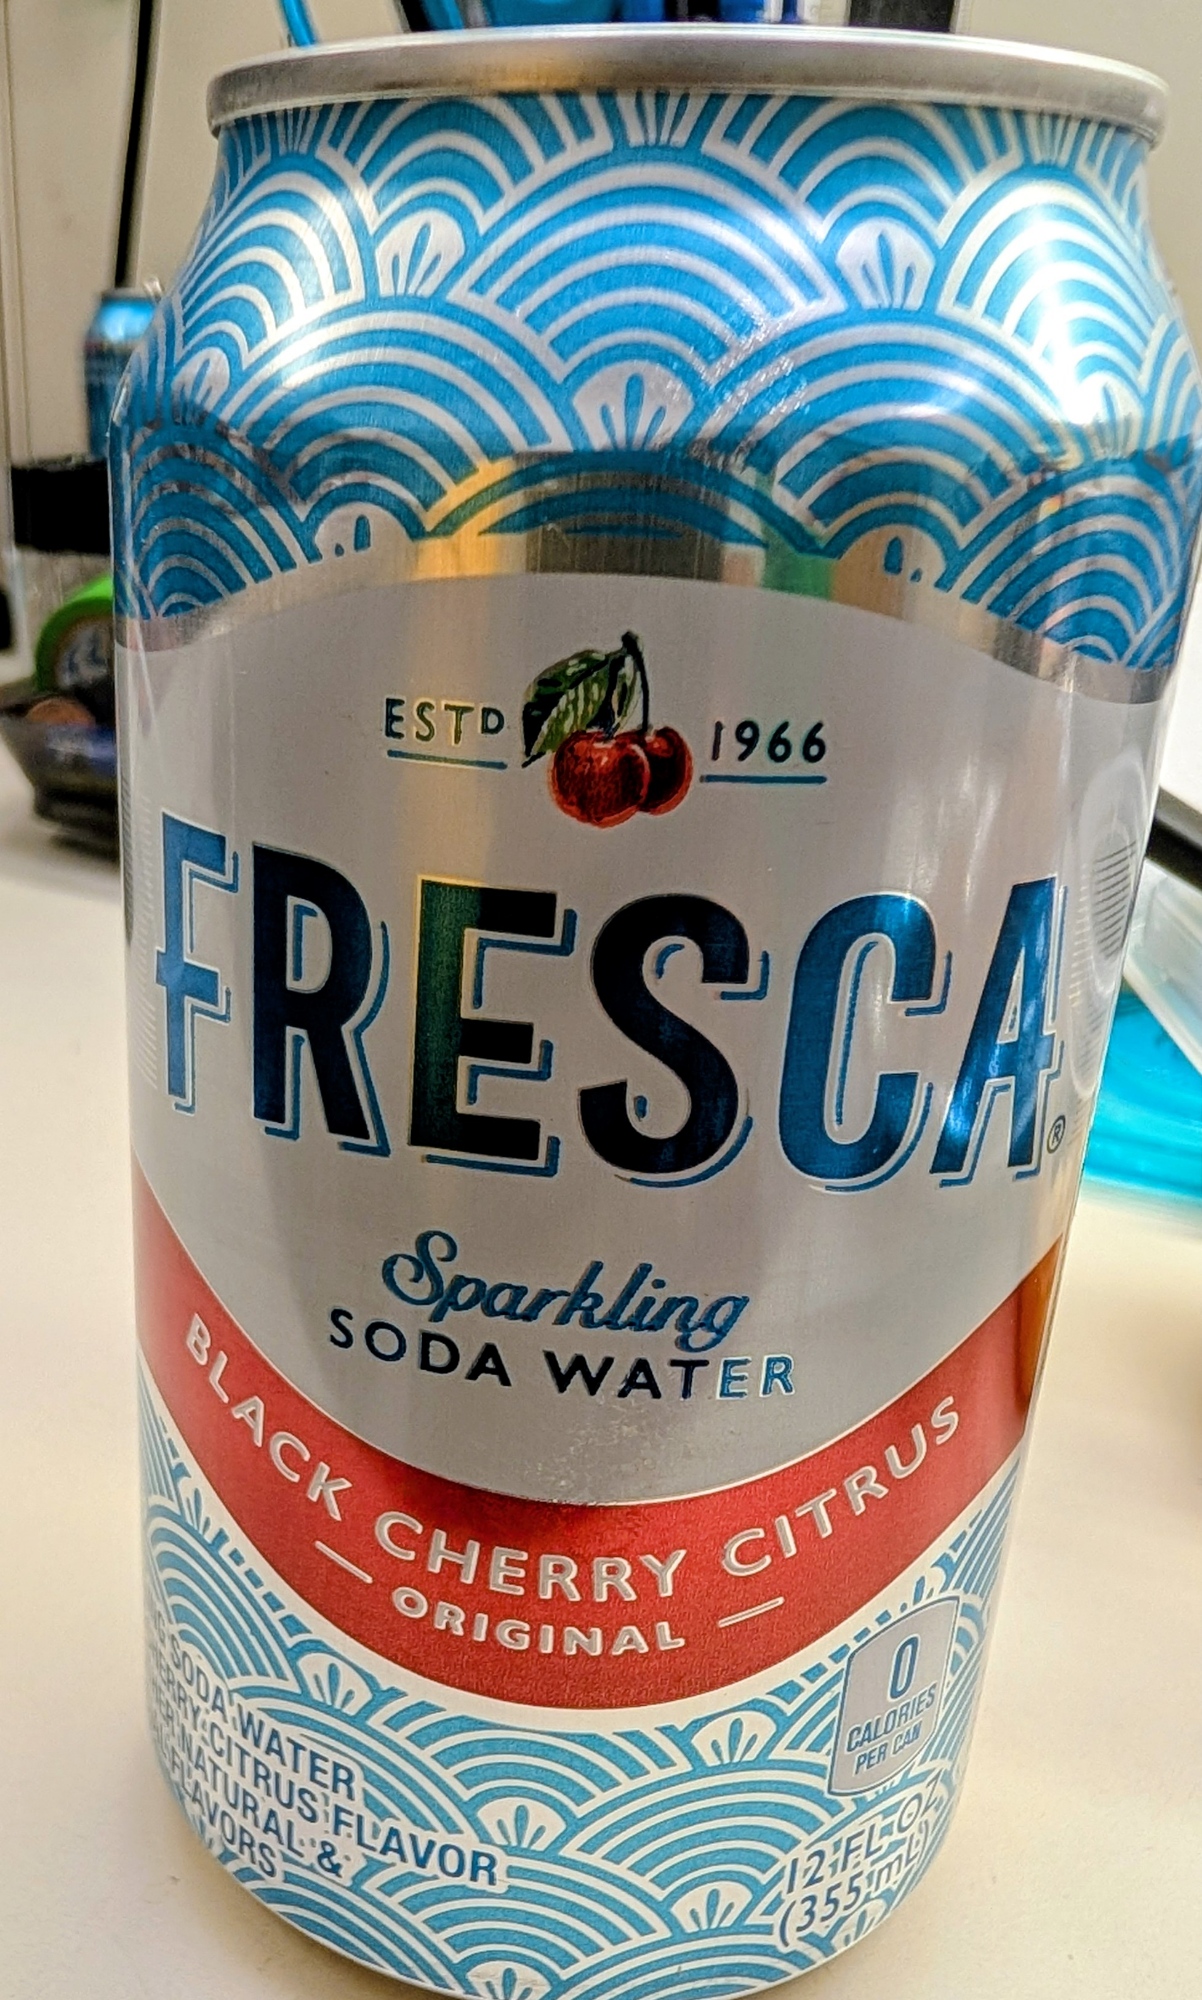 ESTD 1966
FRESCA®
Sparkling
SODA WATER
BLACK CHERRY CITRUS
ORIGINAL
0
CALORIES
PER CAN
SODA WATER
CITRUS FLAVOR
NATURAL &
12 FL OZ
(355 mL)